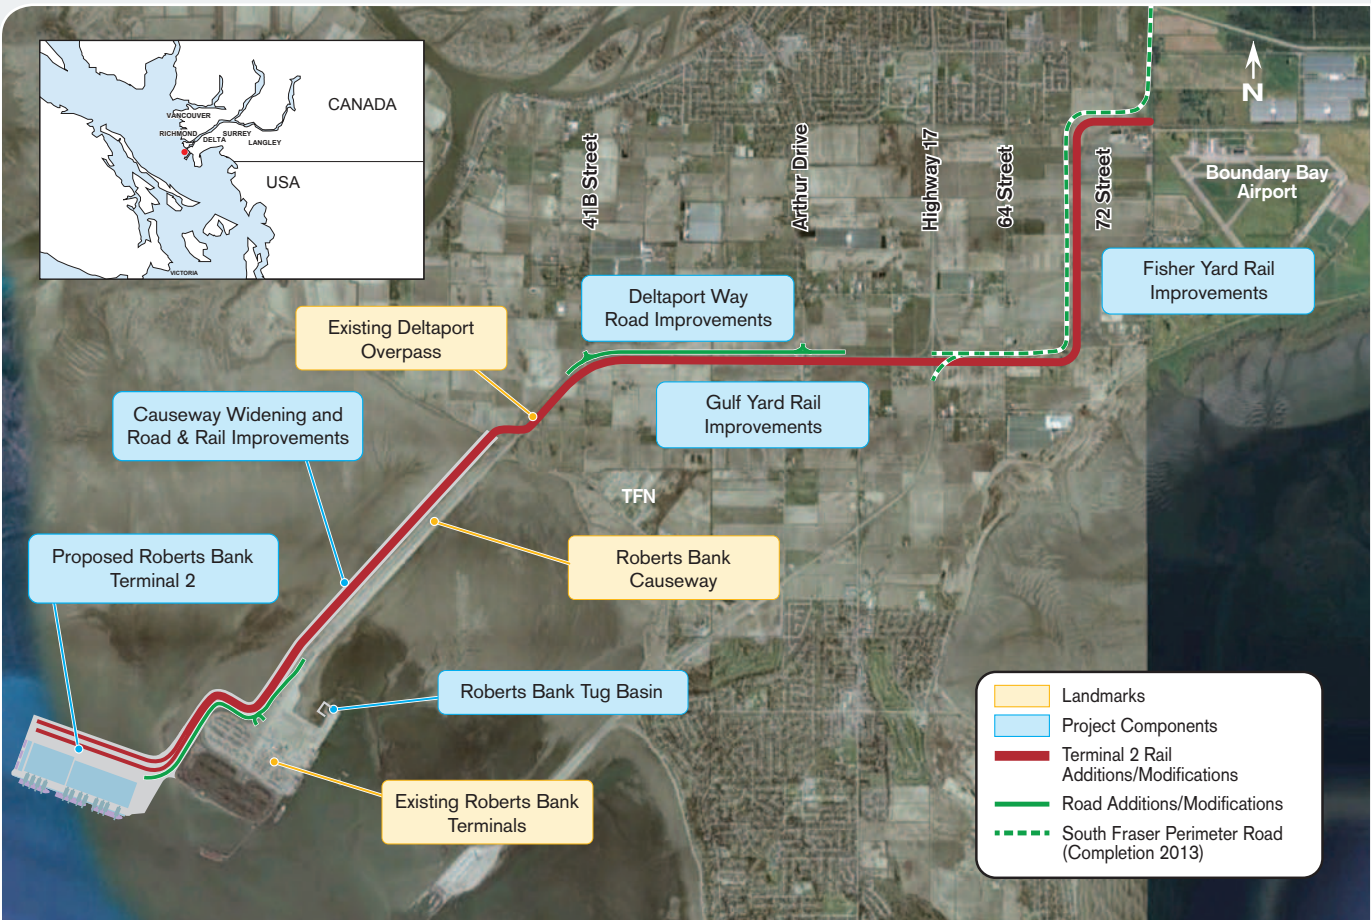 CANADA
VANCOUVER
RICHMOND
DELTA
SURREY
LANGLEY
USA
VICTORIA
N
41B Street
Arthur Drive
Highway 17
64 Street
72 Street
Boundary Bay
Airport
Fisher Yard Rail
Improvements
Deltaport Way
Road Improvements
Existing Deltaport
Overpass
Gulf Yard Rail
Improvements
Causeway Widening and
Road & Rail Improvements
TFN
Roberts Bank
Causeway
Proposed Roberts Bank
Terminal 2
Roberts Bank Tug Basin
Existing Roberts Bank
Terminals
Landmarks
Project Components
Terminal 2 Rail
Additions/Modifications
Road Additions/Modifications
South Fraser Perimeter Road
(Completion 2013)